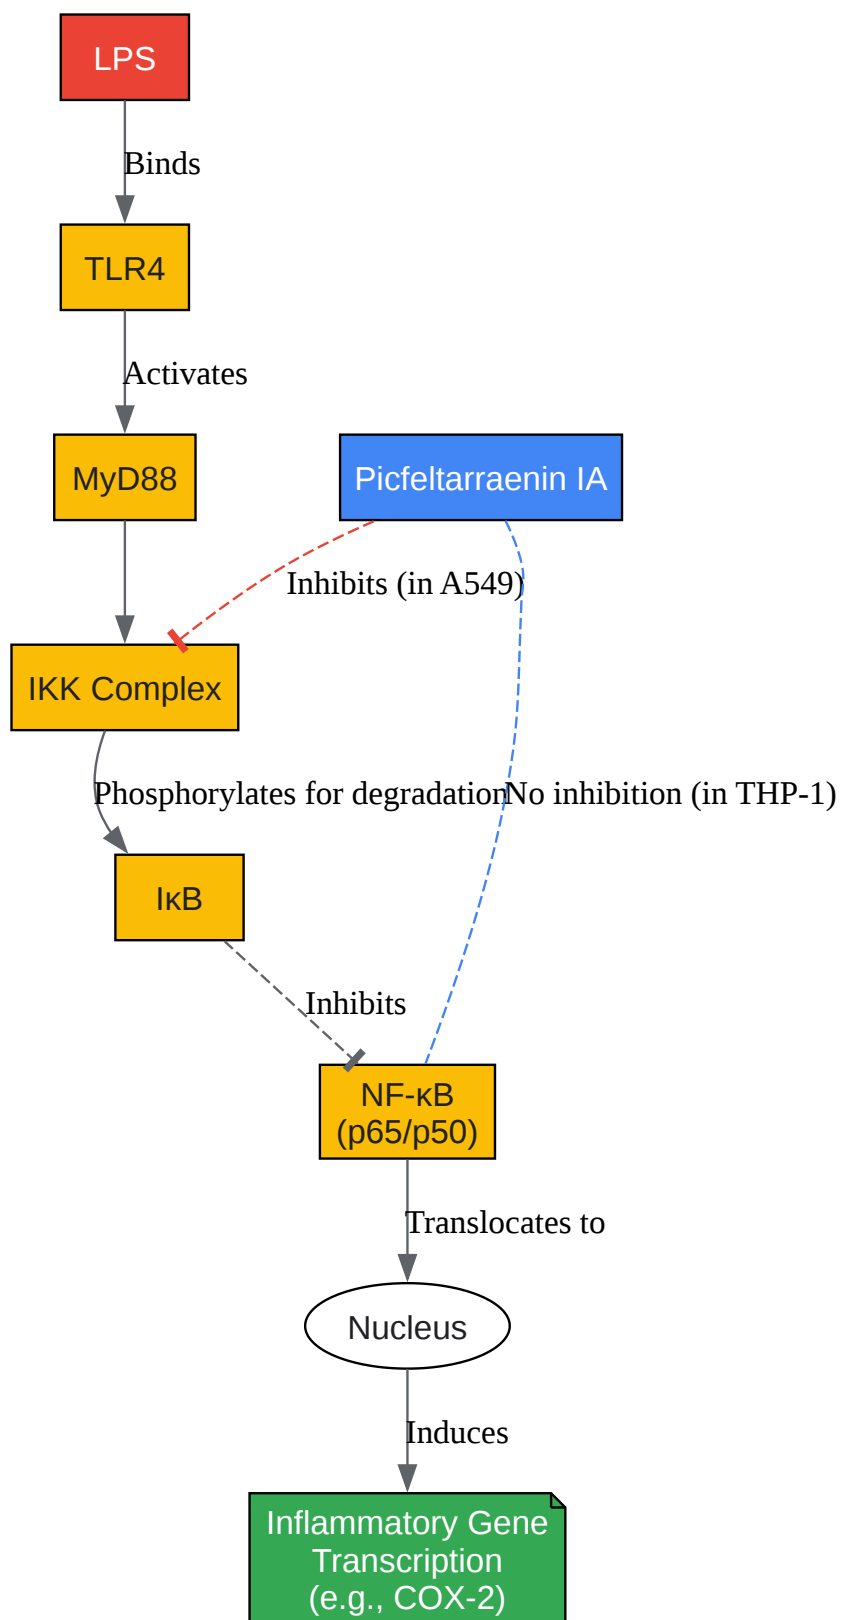 LPS
Binds
TLR4
Activates
MyD88
Picfeltarraenin IA
Inhibits (in A549)
IKK Complex
Phosphorylates for degradation
No inhibition (in THP-1)
IκB
Inhibits
NF-κB
(p65/p50)
Translocates to
Nucleus
Induces
Inflammatory Gene
Transcription
(e.g., COX-2)